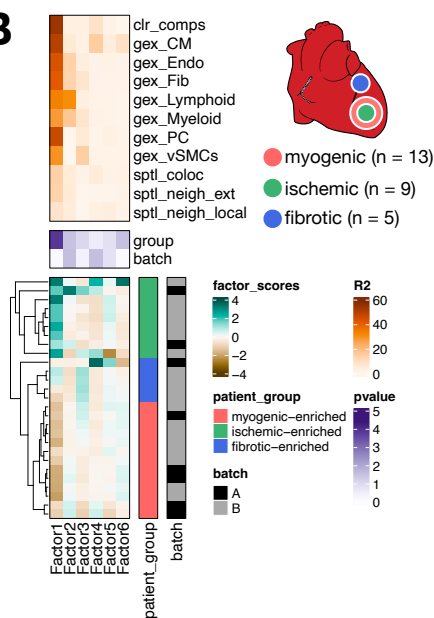 B
clr_comps
gex_CM
gex_Endo
gex_Fib
gex_Lymphoid
gex_Myeloid
gex_PC
gex_vSMCs
sptl_coloc
sptl_neigh_ext
sptl_neigh_local
myogenic (n = 13)
ischemic (n = 9)
fibrotic (n = 5)
group
batch
factor_scores
4
2
0
−2
−4
R2
60
40
20
0
patient_group
myogenic−enriched
ischemic−enriched
fibrotic−enriched
pvalue
5
4
3
2
1
0
batch
A
B
Factor1
Factor2
Factor3
Factor4
Factor5
Factor6
patient_group
batch